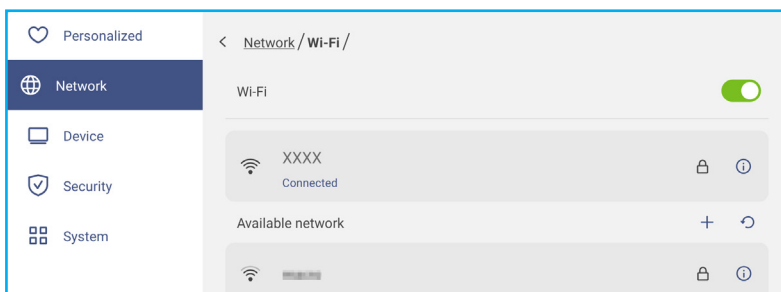 Personalized
Network
Device
Security
System
< Network / Wi-Fi /
Wi-Fi
XXXX
Connected
Available network